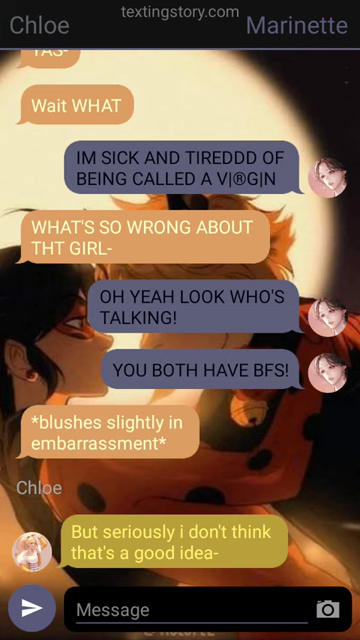 textingstory.com
Chloe
Marinette
YAS-
Wait WHAT
IM SICK AND TIREDDD OF
BEING CALLED A V|®G|N
WHAT'S SO WRONG ABOUT
THT GIRL-
OH YEAH LOOK WHO'S
TALKING!
YOU BOTH HAVE BFS!
*blushes slightly in
embarrassment*
Chloe
But seriously i don't think
that's a good idea-
Message